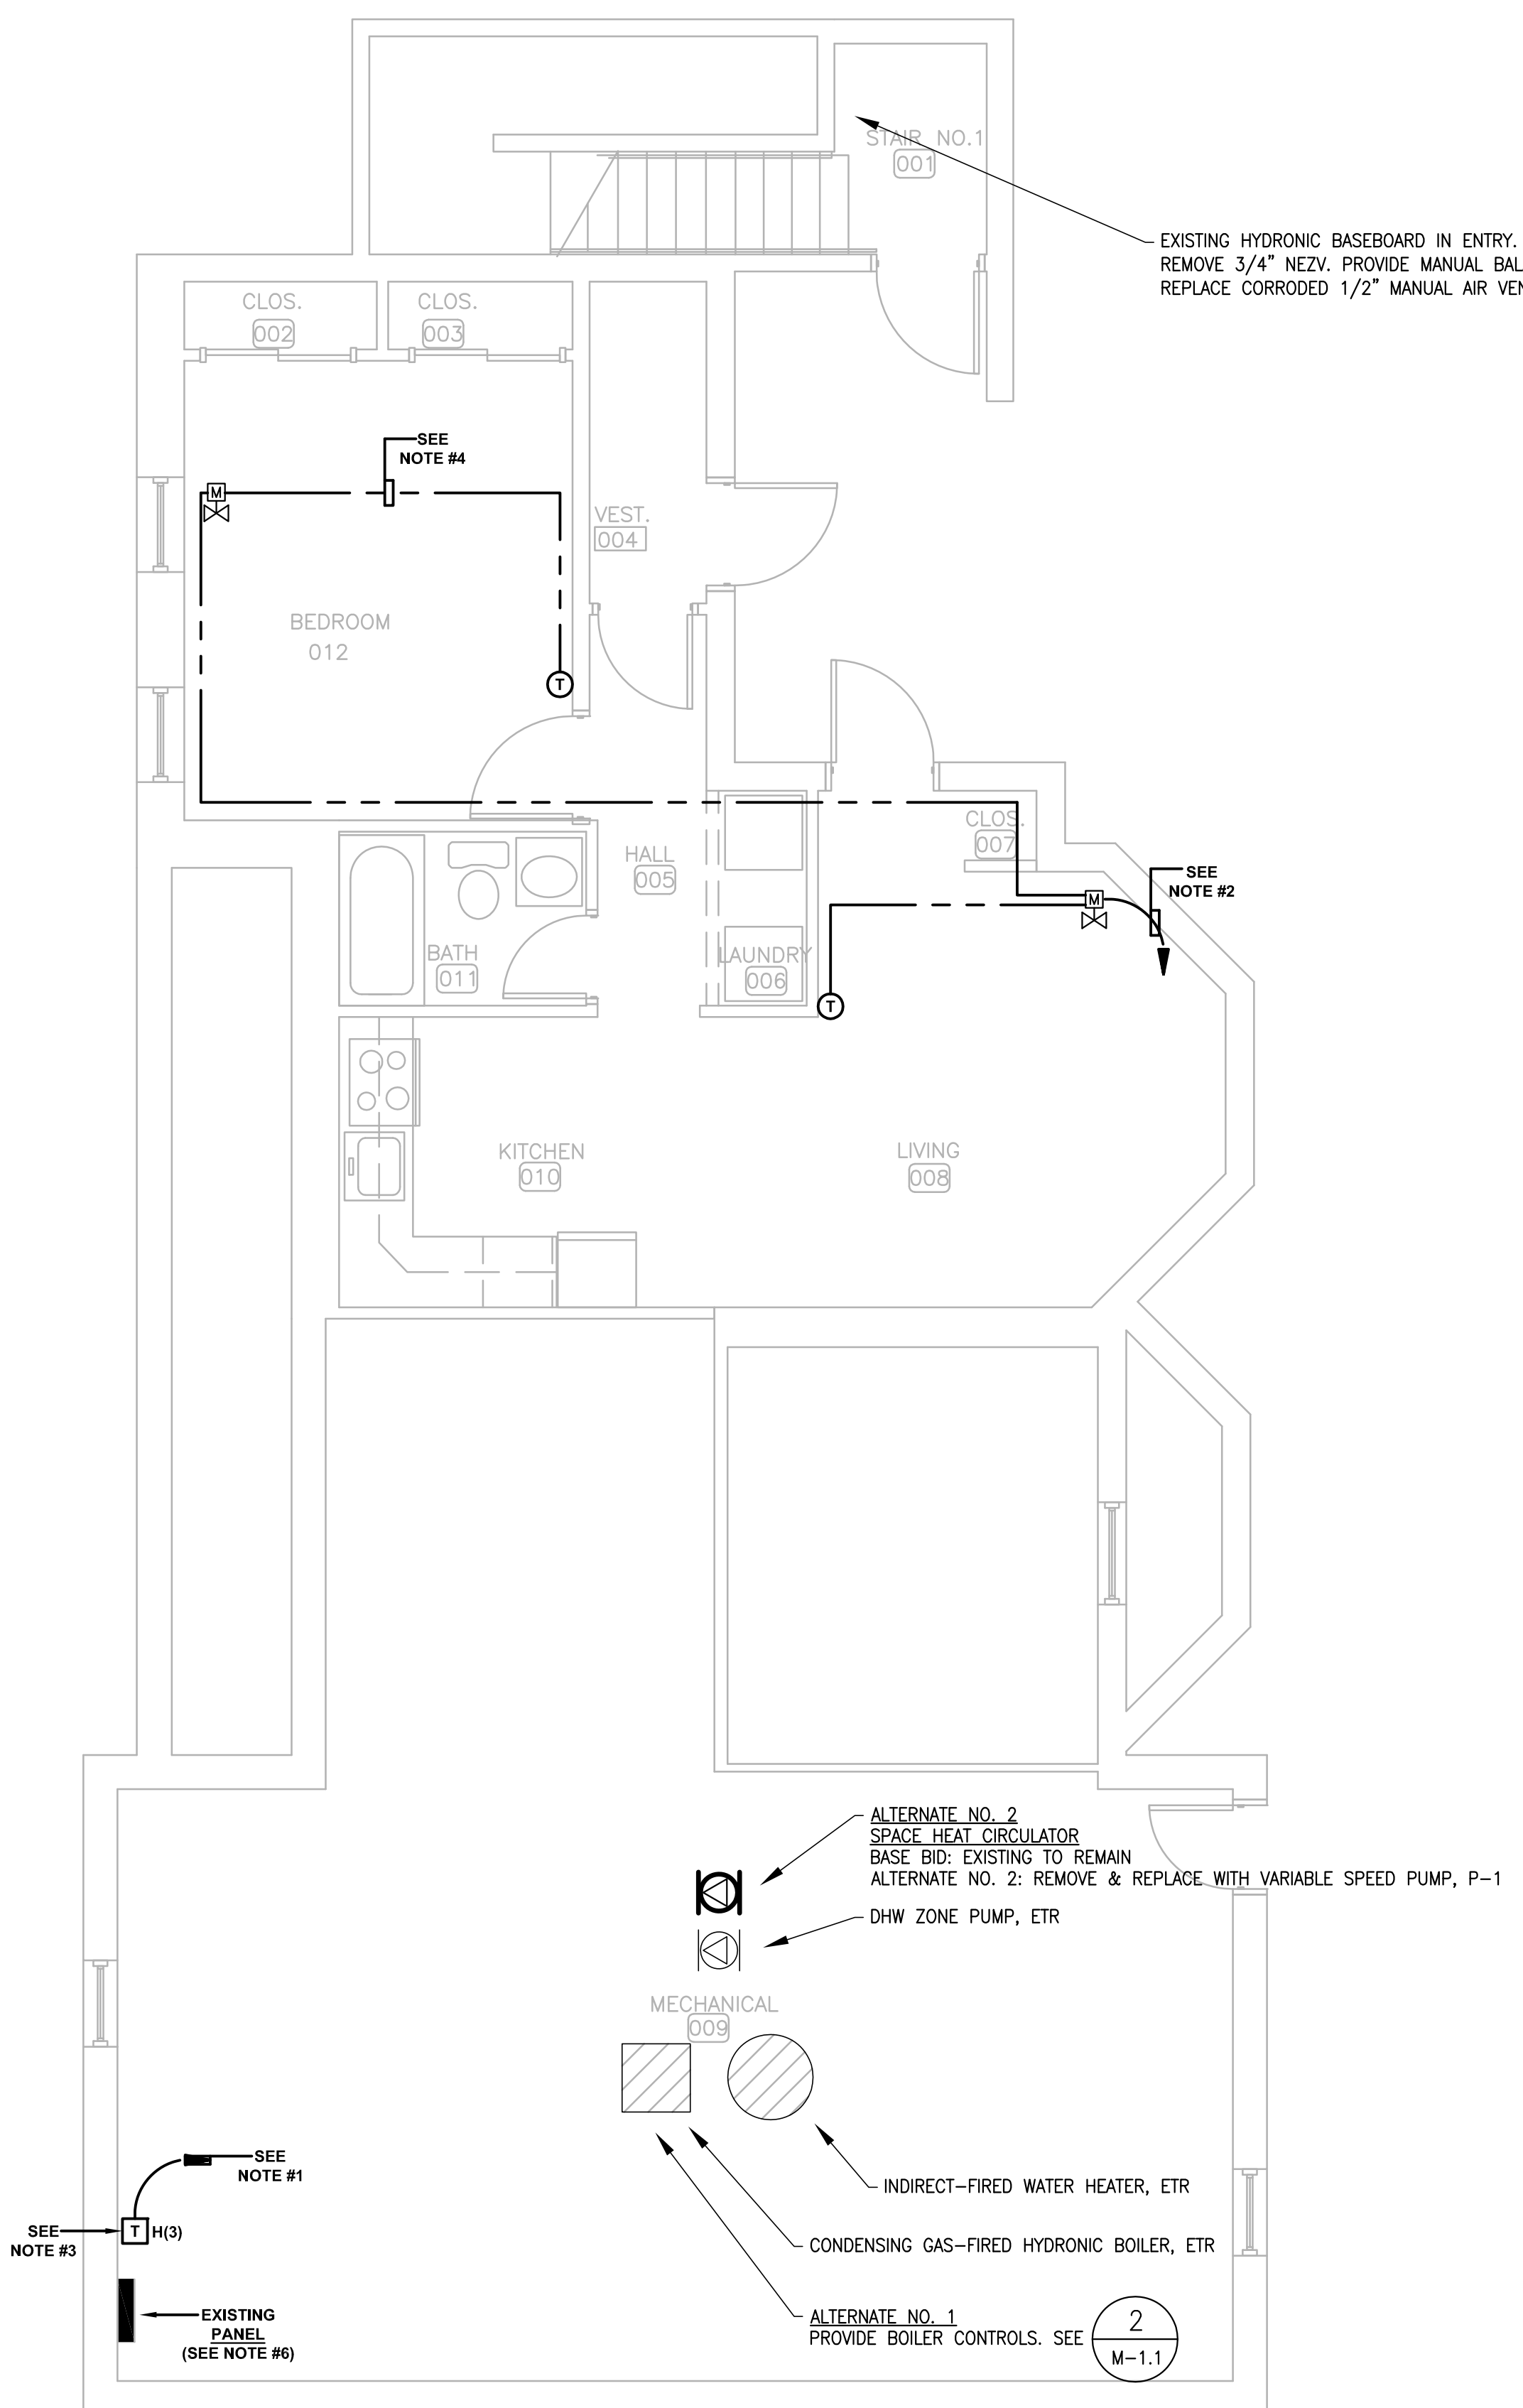 STAIR NO.1
001
EXISTING HYDRONIC BASEBOARD IN ENTRY.
REMOVE 3/4" NEZV. PROVIDE MANUAL
REPLACE CORRODED 1/2" MANUAL AIR
CLOS.
002
CLOS.
003
SEE
NOTE #4
M
VEST.
004
BEDROOM
012
T
CLOS.
007
HALL
005
SEE
NOTE #2
M
BATH
011
LAUNDRY
006
T
KITCHEN
010
LIVING
008
ALTERNATE NO. 2
SPACE HEAT CIRCULATOR
BASE BID: EXISTING TO REMAIN
ALTERNATE NO. 2: REMOVE & REPLACE WITH VARIABLE SPEED PUMP, P-1
DHW ZONE PUMP, ETR
MECHANICAL
009
SEE
NOTE #1
INDIRECT-FIRED WATER HEATER, ETR
SEE
NOTE #3
T H(3)
CONDENSING GAS-FIRED HYDRONIC BOILER, ETR
EXISTING
PANEL
(SEE NOTE #6)
ALTERNATE NO. 1
PROVIDE BOILER CONTROLS. SEE
2
M-1.1